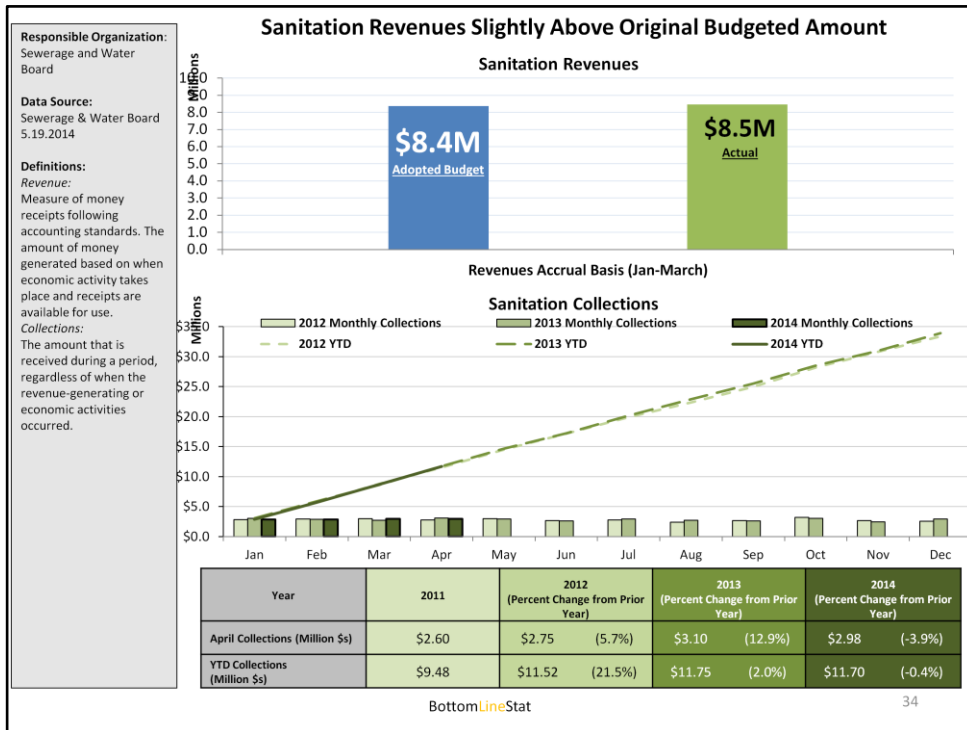 Sanitation Revenues Slightly Above Original Budgeted Amount
Responsible Organization:
Sewerage and Water
Board
Data Source:
Sewerage & Water Board
5.19.2014
Definitions:
Revenue:
Measure of money
receipts following
accounting standards. The
amount of money
generated based on when
economic activity takes
place and receipts are
available for use.
Collections:
The amount that is
received during a period,
regardless of when the
revenue-generating or
economic activities
occurred.
Sanitation Revenues
Millions
10.0
9.0
8.0
7.0
6.0
5.0
4.0
3.0
2.0
1.0
0.0
$8.4M
Adopted Budget
$8.5M
Actual
Revenues Accrual Basis (Jan-March)
Sanitation Collections
Millions
2012 Monthly Collections 2013 Monthly Collections 2014 Monthly Collections
2012 YTD 2013 YTD 2014 YTD
$35.0
$30.0
$25.0
$20.0
$15.0
$10.0
$5.0
$0.0
Jan Feb Mar Apr May Jun Jul Aug Sep Oct Nov Dec
Year 2011 2012 (Percent Change from Prior Year) 2013 (Percent Change from Prior Year) 2014 (Percent Change from Prior Year)
April Collections (Million $s) $2.60 $2.75 (5.7%) $3.10 (12.9%) $2.98 (-3.9%)
YTD Collections (Million $s) $9.48 $11.52 (21.5%) $11.75 (2.0%) $11.70 (-0.4%)
BottomLineStat
34